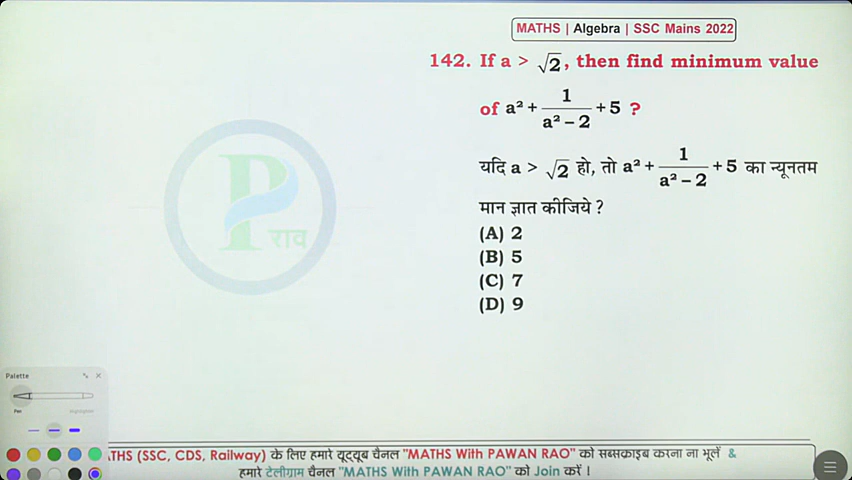 MATHS | Algebra | SSC Mains 2022
142. If a > √2, then find minimum value
of a² + 1/(a² − 2) + 5 ?
यदि a > √2 हो, तो a² + 1/(a² − 2) + 5 का न्यूनतम
मान ज्ञात कीजिये ?
(A) 2
(B) 5
(C) 7
(D) 9
P राव
Palette
Pen
Highlighter
THS (SSC, CDS, Railway) के लिए हमारे यूट्यूब चैनल "MATHS With PAWAN RAO" को सब्सक्राइब करना ना भूलें &
हमारे टेलीग्राम चैनल "MATHS With PAWAN RAO" को Join करें !